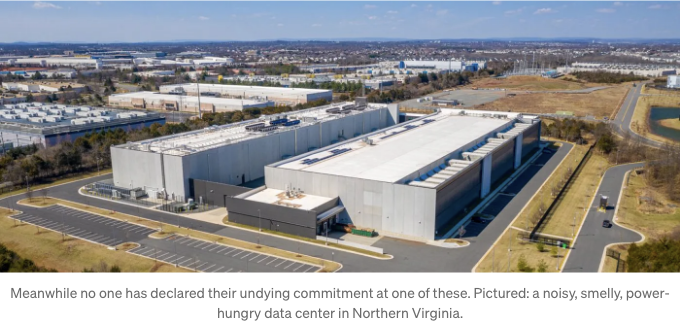 Meanwhile no one has declared their undying commitment at one of these. Pictured: a noisy, smelly, power-
hungry data center in Northern Virginia.